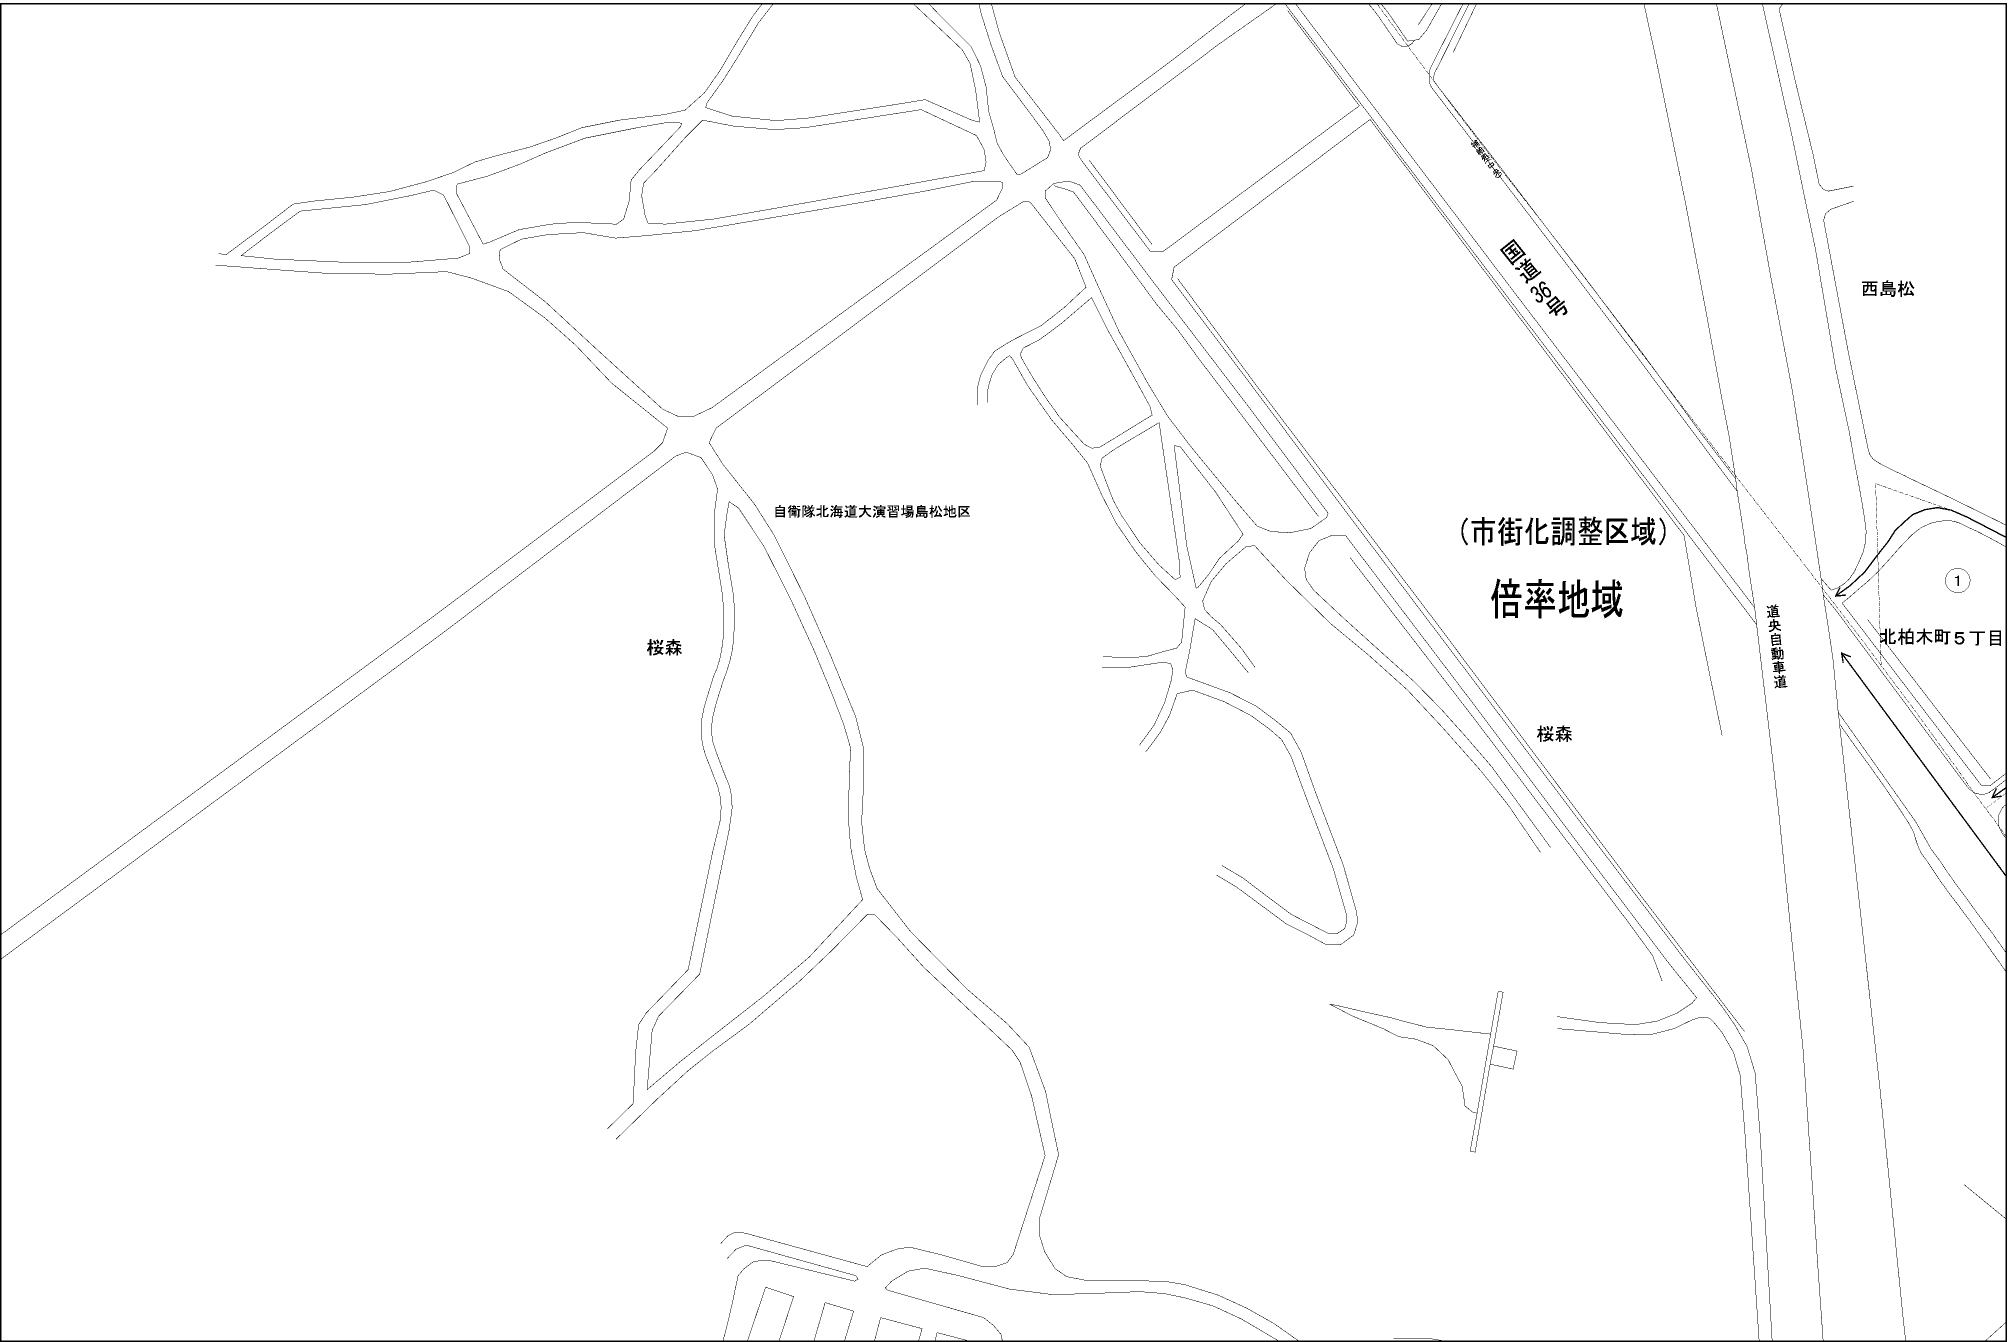 国道36号
西島松
自衛隊北海道大演習場島松地区
（市街化調整区域）
倍率地域
1
道央自動車道
北柏木町５丁目
桜森
桜森